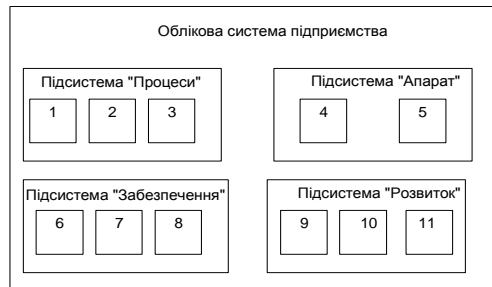 Облікова система підприємства
Підсистема "Процеси"
1 2 3
Підсистема "Апарат"
4 5
Підсистема "Забезпечення"
6 7 8
Підсистема "Розвиток"
9 10 11